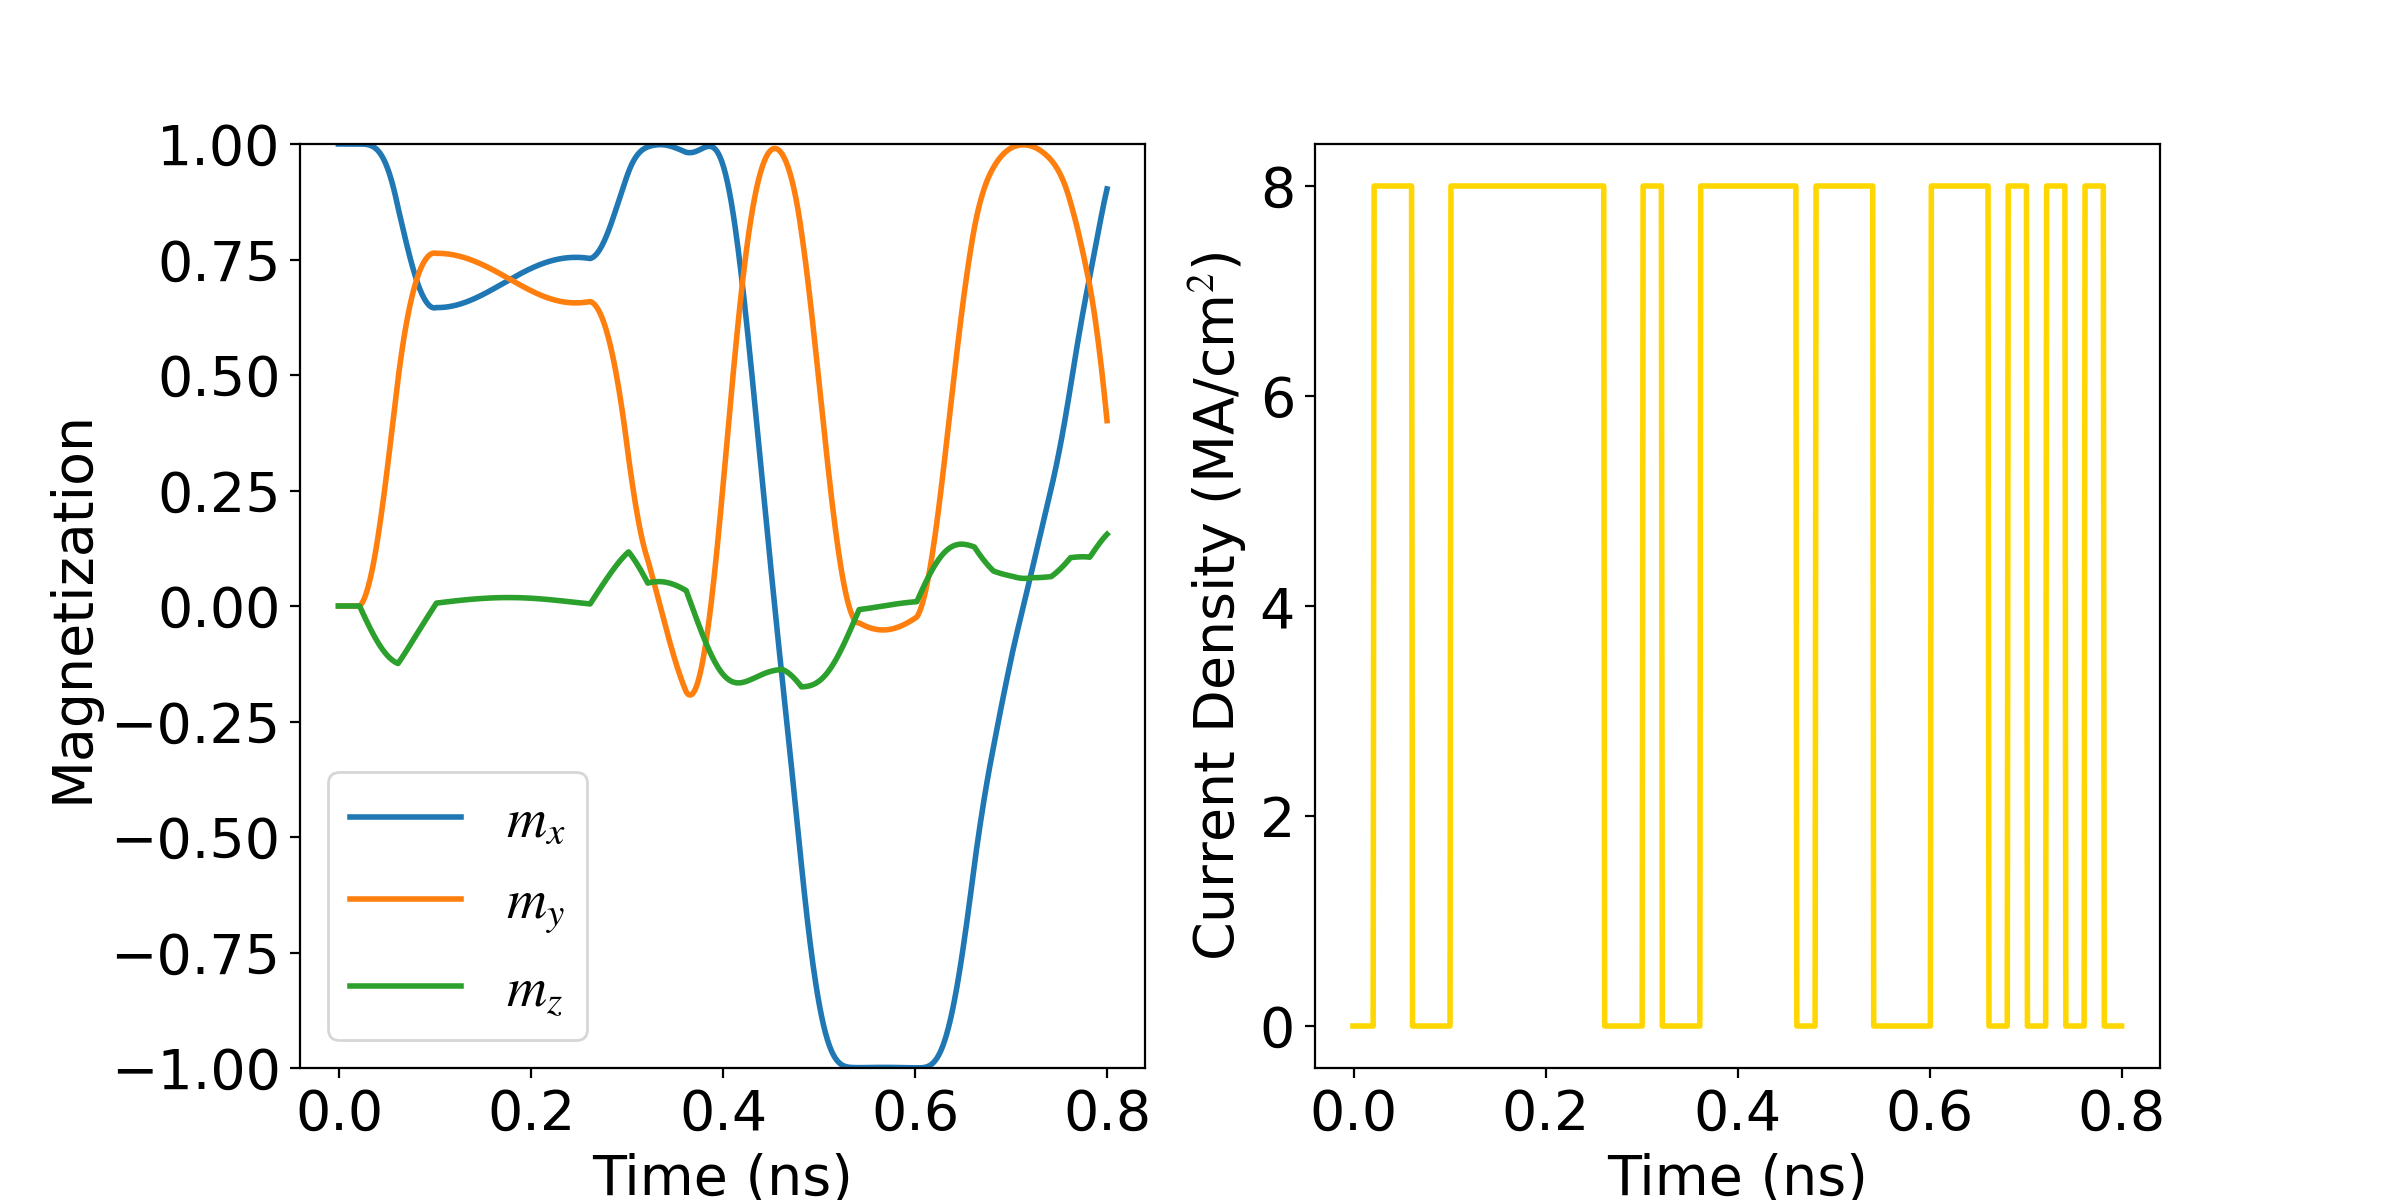 Magnetization
1.00
0.75
0.50
0.25
0.00
−0.25
−0.50
−0.75
−1.00
0.0 0.2 0.4 0.6 0.8
Time (ns)
m_x
m_y
m_z
Current Density (MA/cm²)
8
6
4
2
0
0.0 0.2 0.4 0.6 0.8
Time (ns)